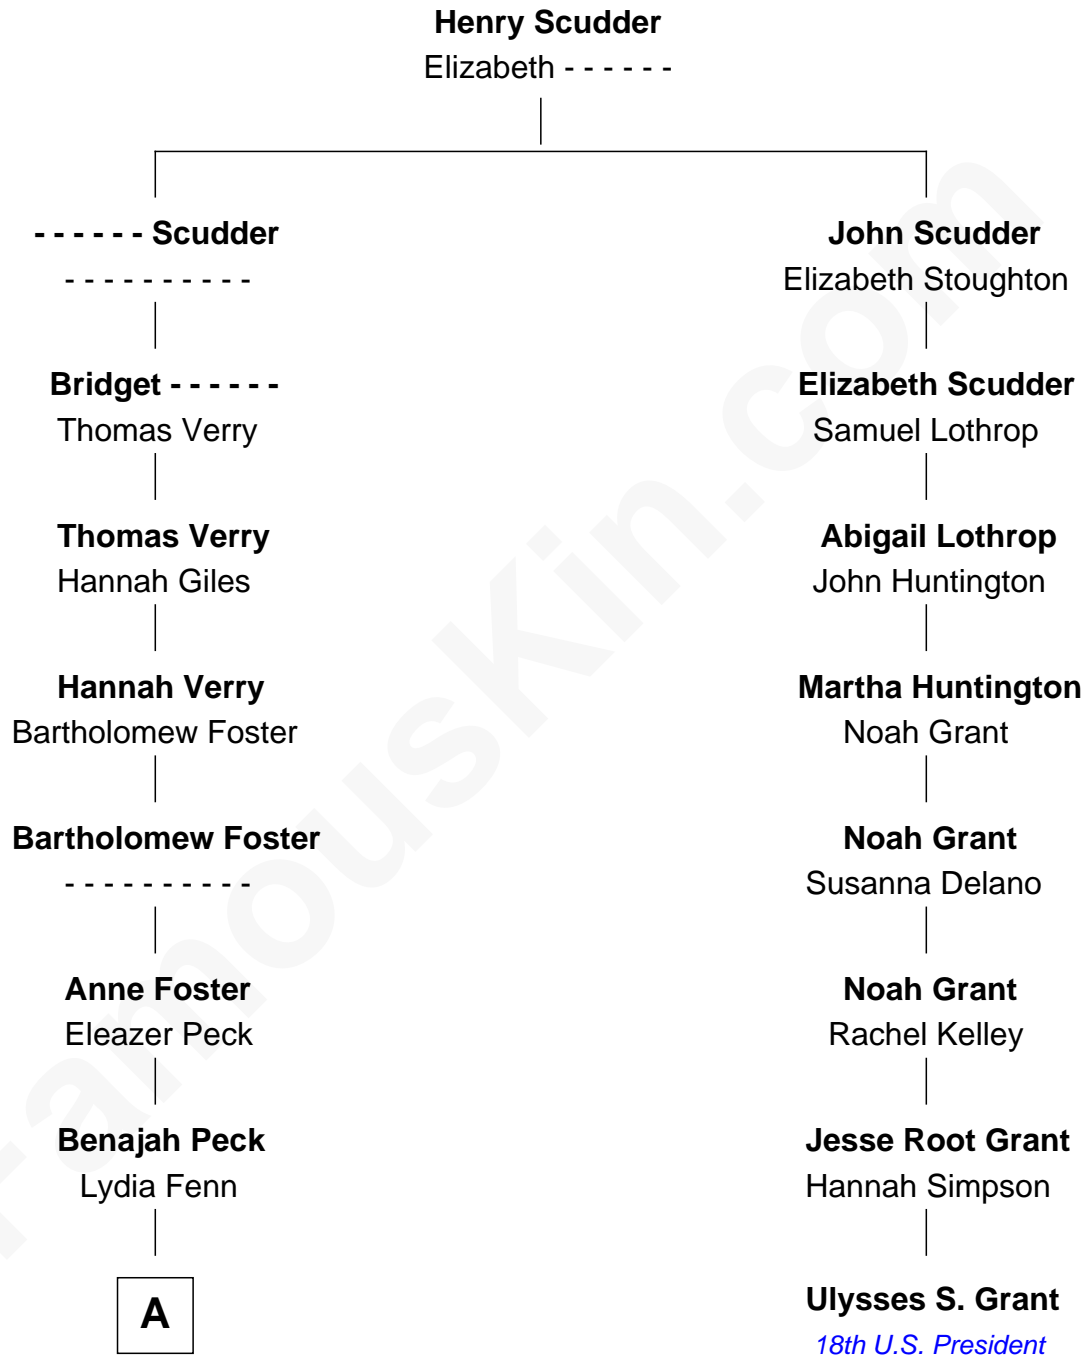 Henry Scudder
Elizabeth - - - - - -
- - - - - - Scudder
- - - - - - - - - -
Bridget - - - - - -
Thomas Verry
Thomas Verry
Hannah Giles
Hannah Verry
Bartholomew Foster
Bartholomew Foster
- - - - - - - - - -
Anne Foster
Eleazer Peck
Benajah Peck
Lydia Fenn
A
John Scudder
Elizabeth Stoughton
Elizabeth Scudder
Samuel Lothrop
Abigail Lothrop
John Huntington
Martha Huntington
Noah Grant
Noah Grant
Susanna Delano
Noah Grant
Rachel Kelley
Jesse Root Grant
Hannah Simpson
Ulysses S. Grant
18th U.S. President
FamousKin.com